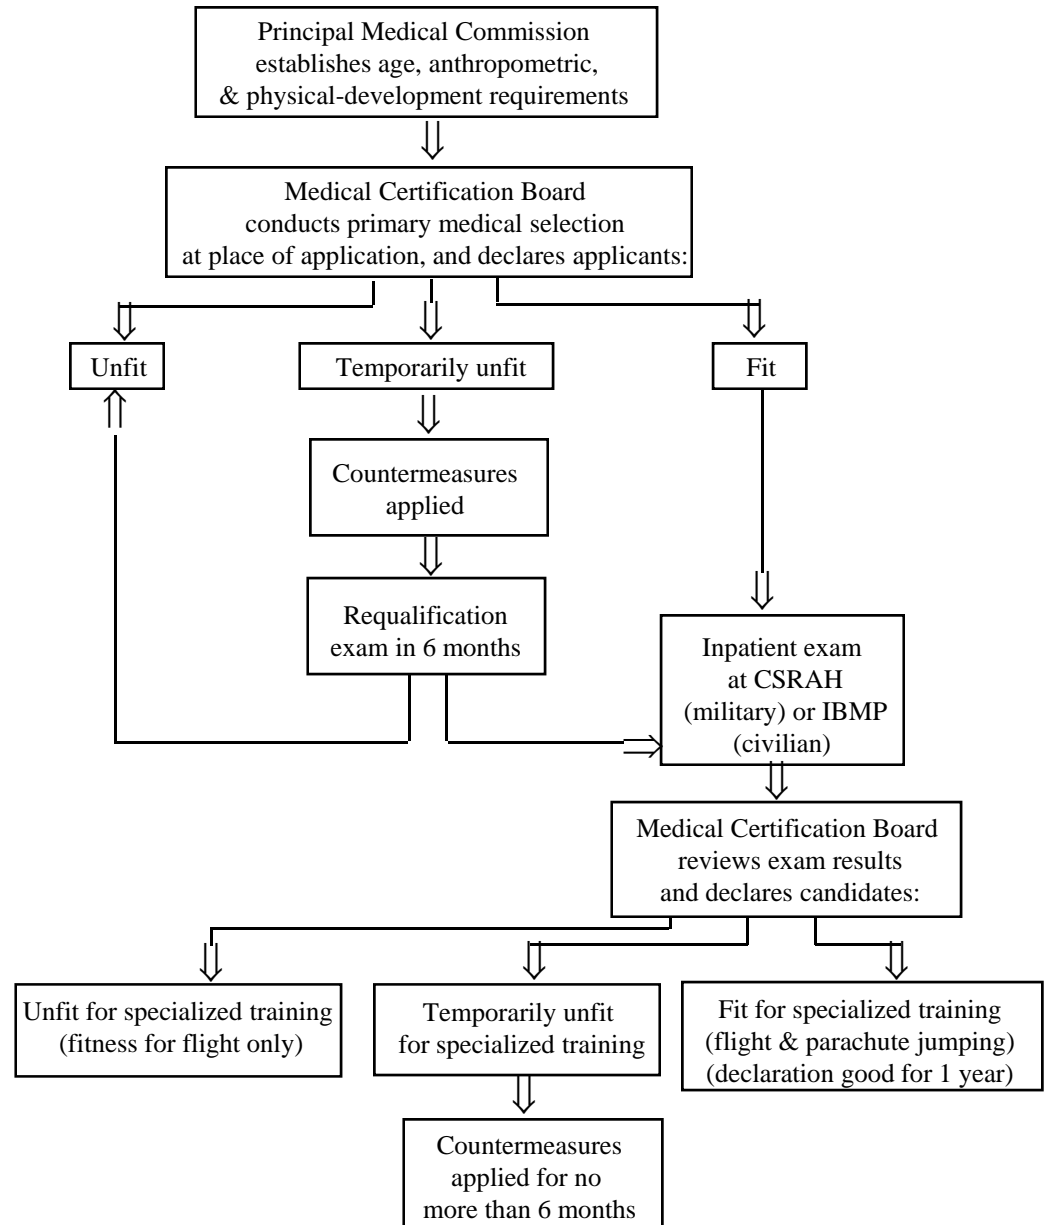 Principal Medical Commission
establishes age, anthropometric,
& physical-development requirements
Medical Certification Board
conducts primary medical selection
at place of application, and declares applicants:
Unfit
Temporarily unfit
Fit
Countermeasures
applied
Requalification
exam in 6 months
Inpatient exam
at CSRAH
(military) or IBMP
(civilian)
Medical Certification Board
reviews exam results
and declares candidates:
Unfit for specialized training
(fitness for flight only)
Temporarily unfit
for specialized training
Fit for specialized training
(flight & parachute jumping)
(declaration good for 1 year)
Countermeasures
applied for no
more than 6 months